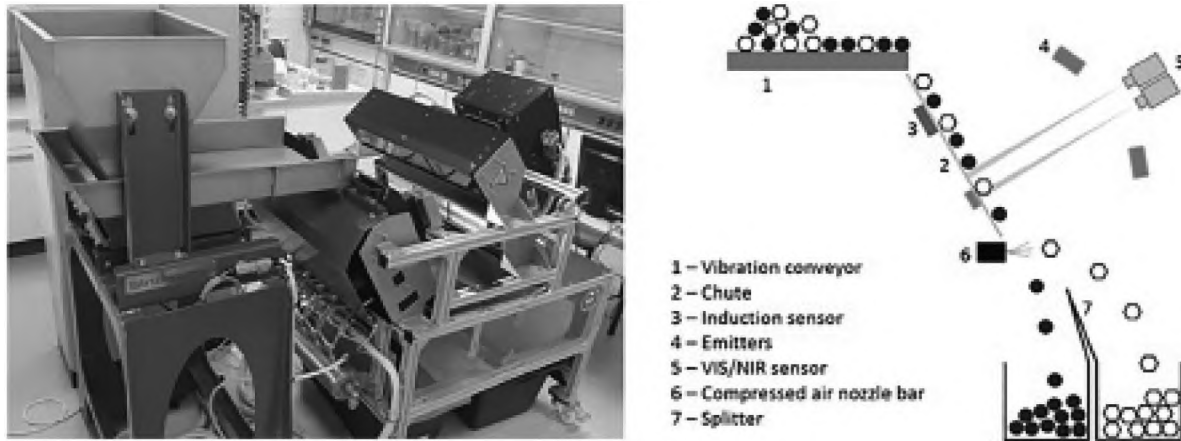 4
5
1
3
2
6
7
1 – Vibration conveyor
2 – Chute
3 – Induction sensor
4 – Emitters
5 – VIS/NIR sensor
6 – Compressed air nozzle bar
7 – Splitter